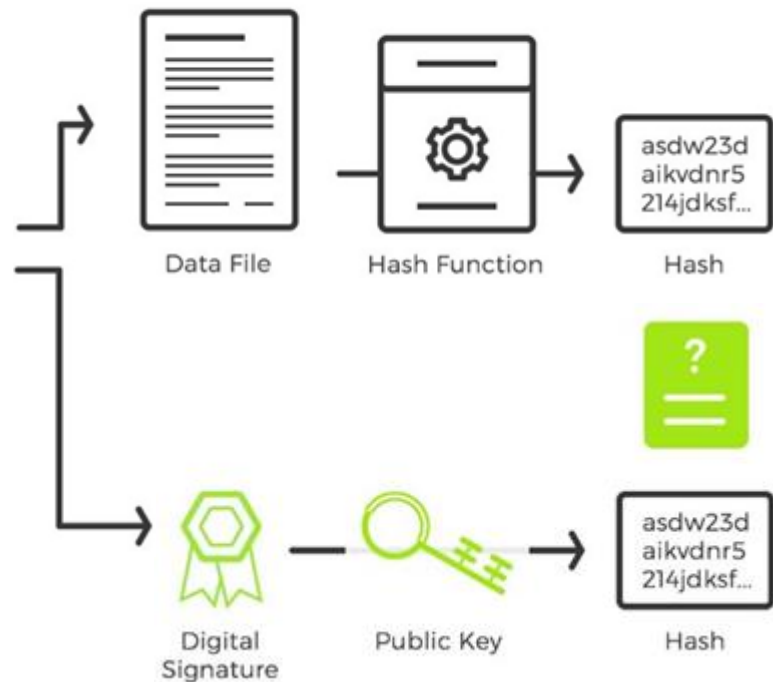 Data File
Hash Function
asdw23d
aikvdnr5
214jdksf...
Hash
?
asdw23d
aikvdnr5
214jdksf...
Digital
Signature
Public Key
Hash